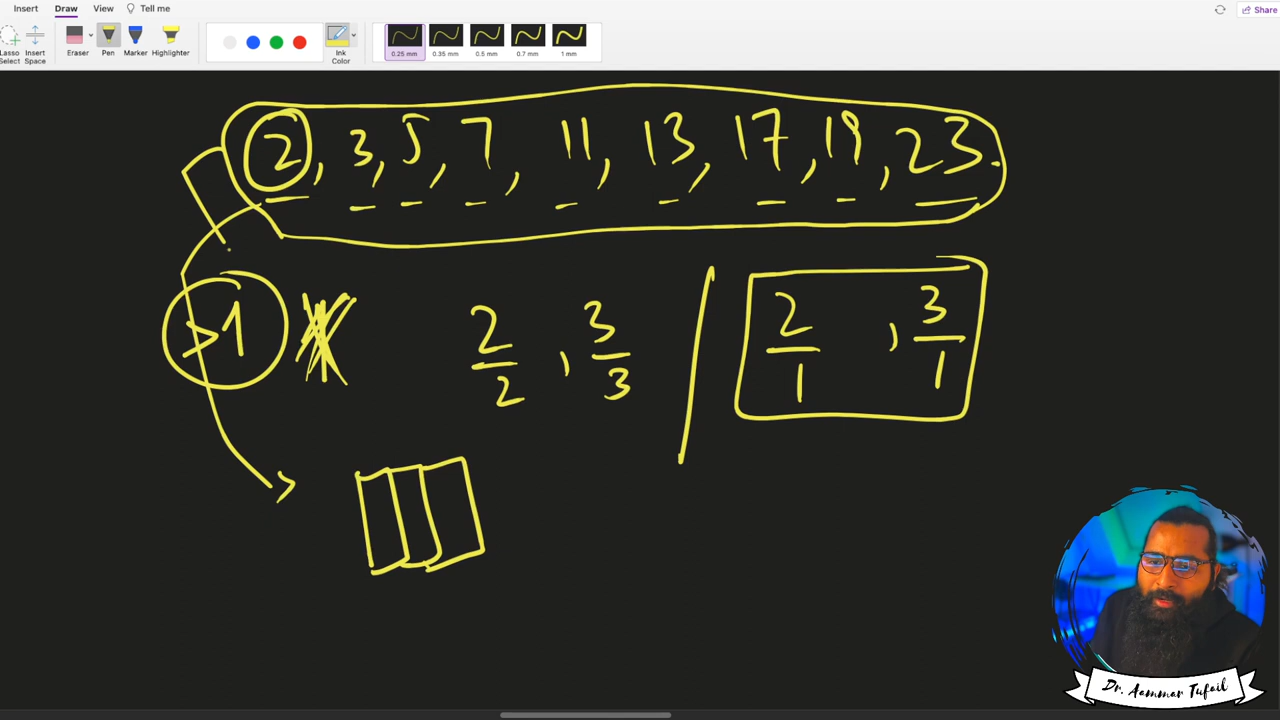 Insert Draw View Tell me
Share
Lasso Select
Insert Space
Eraser
Pen
Marker
Highlighter
Ink Color
0.25 mm
0.35 mm
0.5 mm
0.7 mm
1 mm
2, 3, 5, 7, 11, 13, 17, 19, 23.
>1
2/2, 3/3
2/1, 3/1
Dr. Aammar Tufail